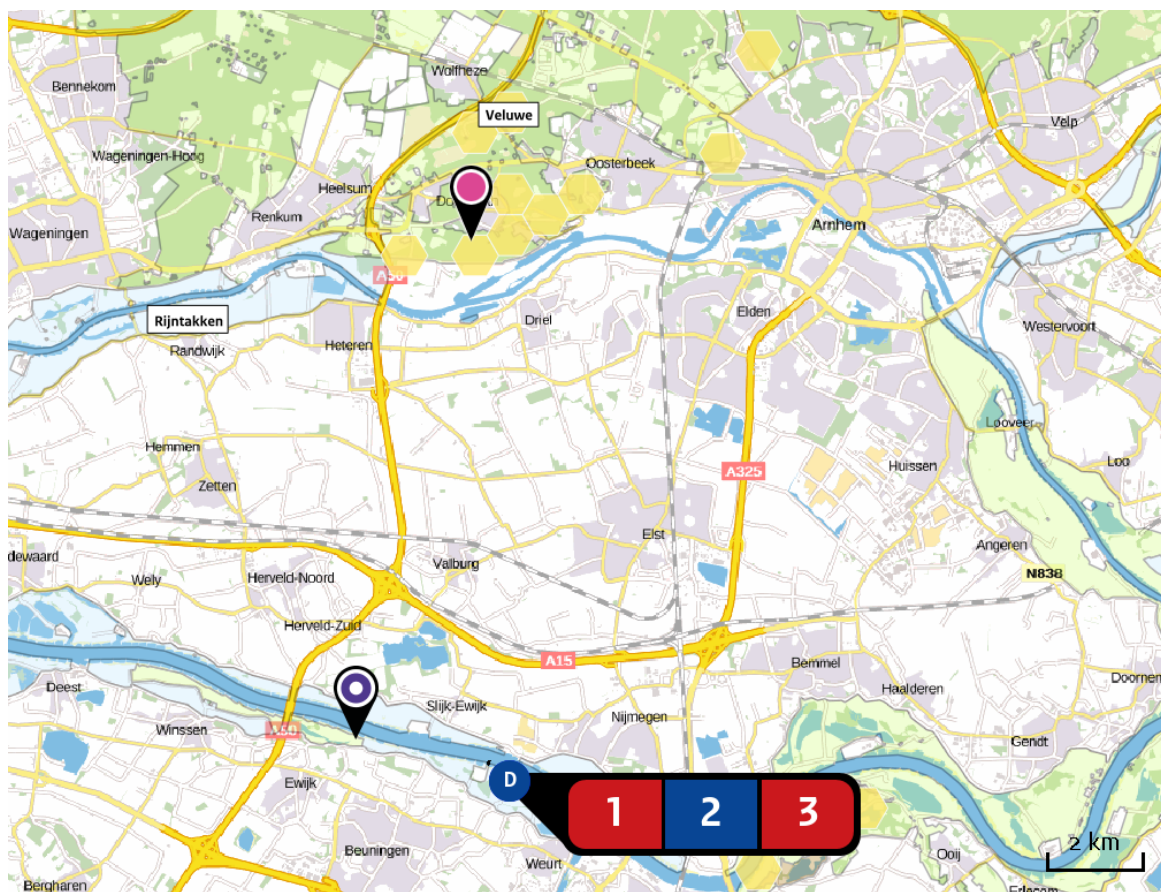 Bennekom
Wolfheze
Veluwe
Velp
Wageningen-Hoog
Oosterbeek
Heelsum
Renkum
Wageningen
Arnhem
A50
Rijntakken
Driel
Elden
Westervoort
Randwijk
Heteren
Looveer
Hemmen
Huissen
Loo
A325
Zetten
Elst
Angeren
dewaard
Valburg
Wely
Herveld-Noord
N838
Herveld-Zuid
A15
Bemmel
Deest
Haalderen
Doornen
Slijk-Ewijk
Nijmegen
Winssen
A50
Gendt
D
Ewijk
1 2 3
2 km
Beuningen
Weurt
Ooij
Bergharen